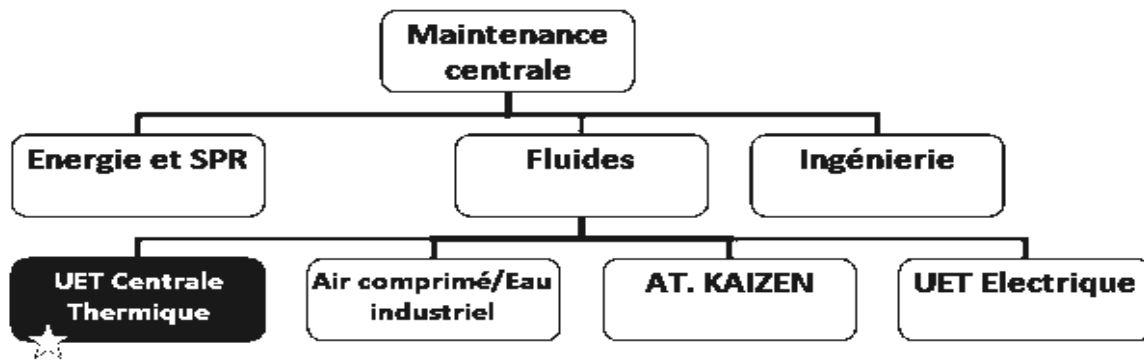 Maintenance
centrale
Energie et SPR
Fluides
Ingénierie
UET Centrale
Thermique
Air comprimé/Eau
industriel
AT. KAIZEN
UET Electrique